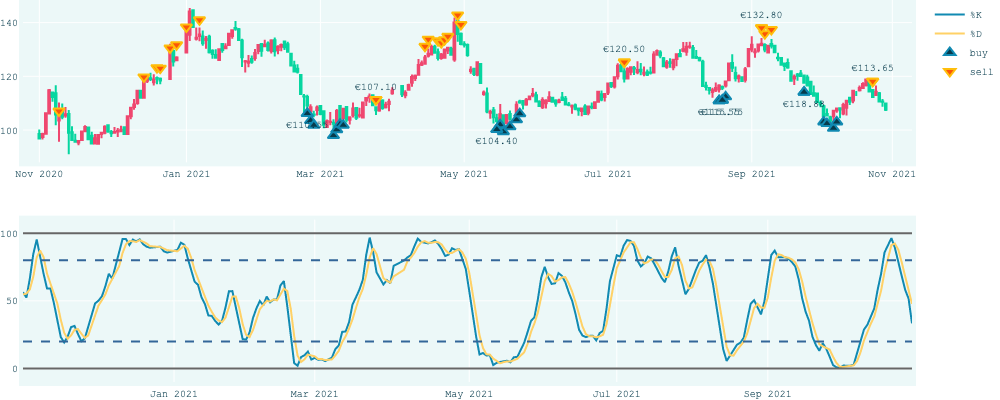 140
120
100
€110.
€107.10
€104.40
€120.50
€132.80
€118.88
€113.65
%K
%D
buy
sell
Nov 2020
Jan 2021
Mar 2021
May 2021
Jul 2021
Sep 2021
Nov 2021
100
50
0
Jan 2021
Mar 2021
May 2021
Jul 2021
Sep 2021